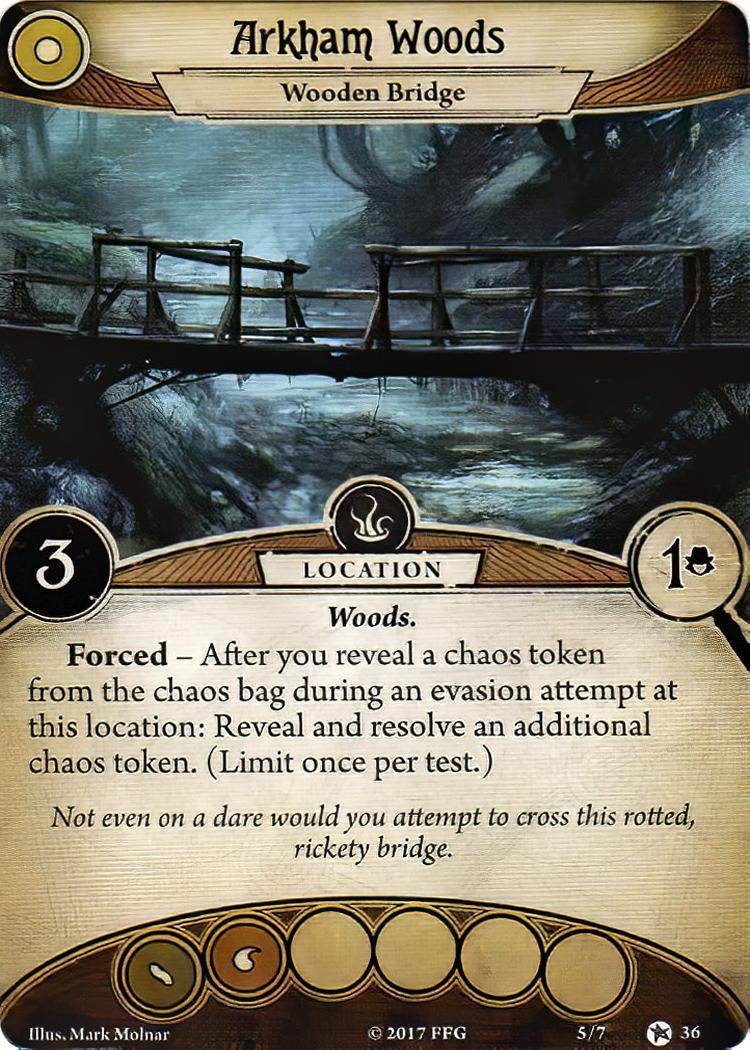 Arkham Woods
Wooden Bridge
3
LOCATION
1
Woods.
Forced – After you reveal a chaos token
from the chaos bag during an evasion attempt at
this location: Reveal and resolve an additional
chaos token. (Limit once per test.)
Not even on a dare would you attempt to cross this rotted,
rickety bridge.
Illus. Mark Molnar
© 2017 FFG
5/7
36